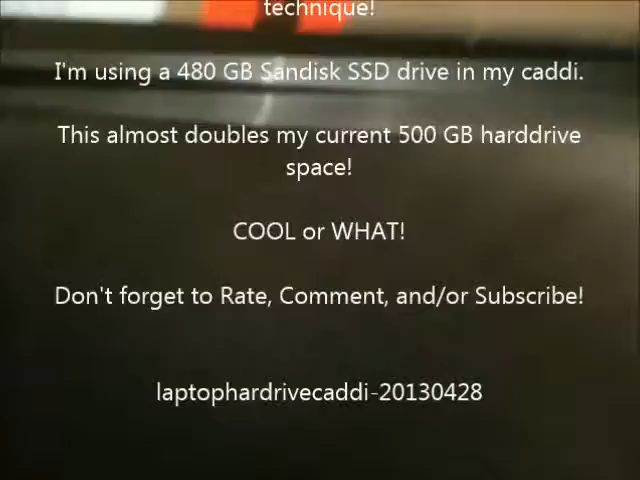 technique!
I'm using a 480 GB Sandisk SSD drive in my caddi.
This almost doubles my current 500 GB harddrive
space!
COOL or WHAT!
Don't forget to Rate, Comment, and/or Subscribe!
laptophardrivecaddi-20130428